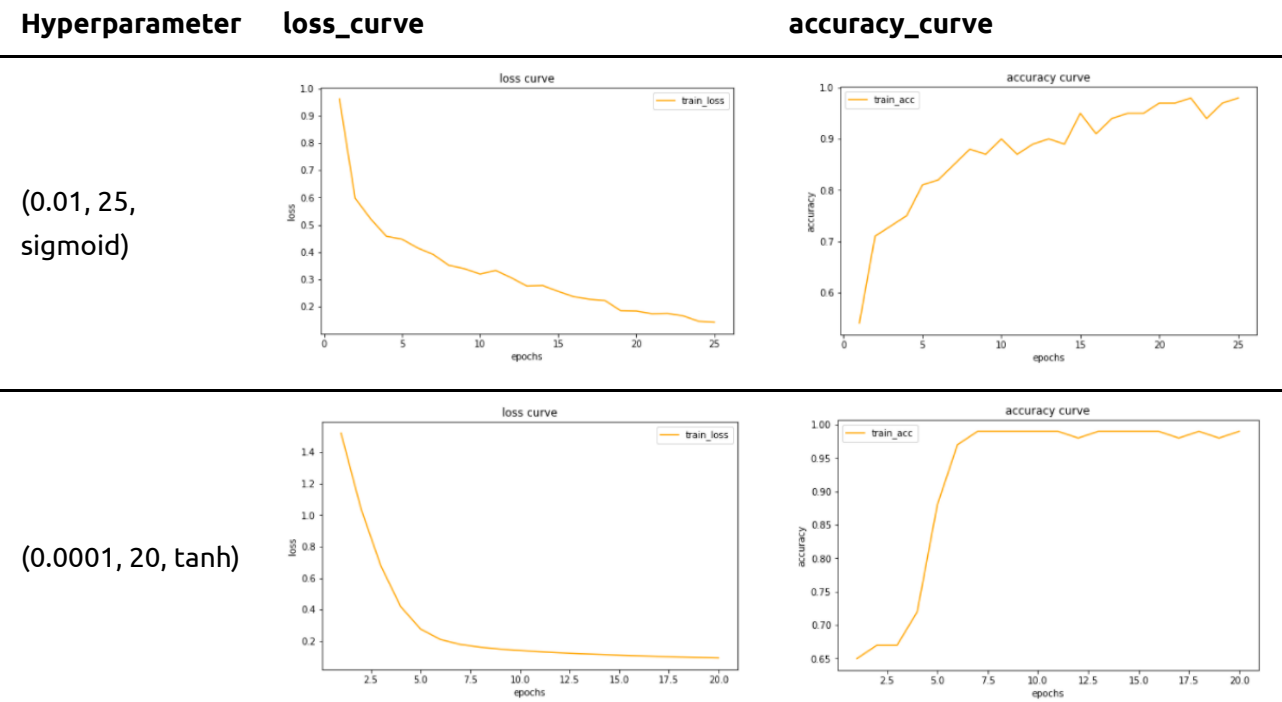 Hyperparameter loss_curve accuracy_curve
(0.01, 25,
sigmoid)
loss curve
train_loss
1.0
0.9
0.8
0.7
0.6
0.5
0.4
0.3
0.2
loss
0 5 10 15 20 25
epochs
accuracy curve
train_acc
1.0
0.9
0.8
0.7
0.6
accuracy
0 5 10 15 20 25
epochs
(0.0001, 20, tanh)
loss curve
train_loss
1.4
1.2
1.0
0.8
0.6
0.4
0.2
loss
2.5 5.0 7.5 10.0 12.5 15.0 17.5 20.0
epochs
accuracy curve
train_acc
1.00
0.95
0.90
0.85
0.80
0.75
0.70
0.65
accuracy
2.5 5.0 7.5 10.0 12.5 15.0 17.5 20.0
epochs